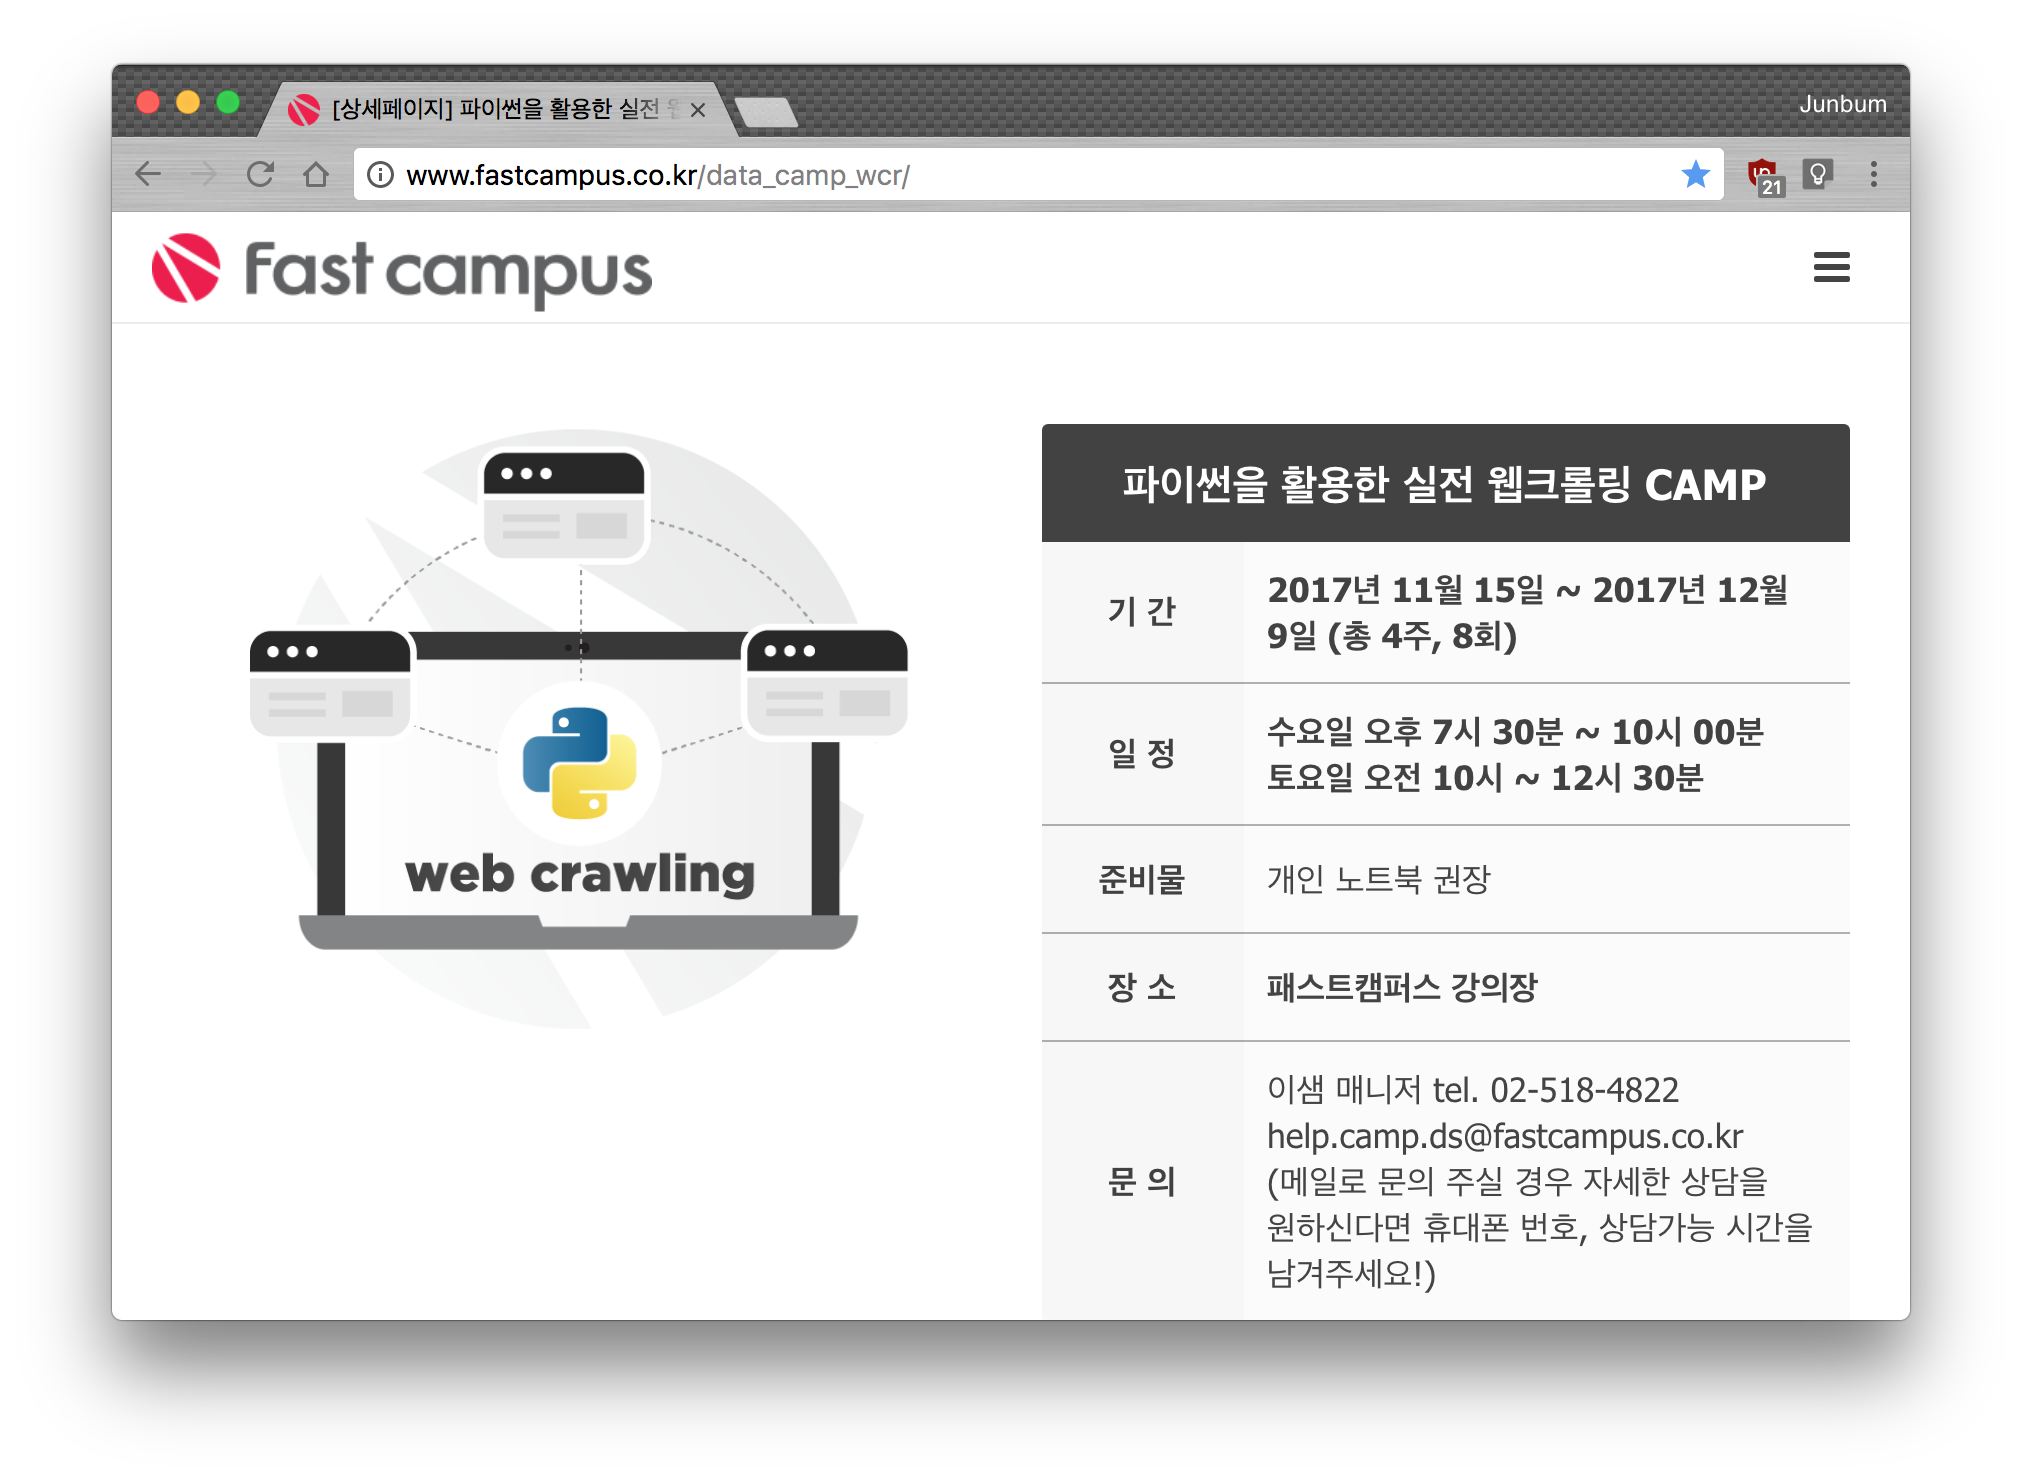 [상세페이지] 파이썬을 활용한 실전
Junbum
www.fastcampus.co.kr/data_camp_wcr/
21
fast campus
web crawling
파이썬을 활용한 실전 웹크롤링 CAMP
기 간
2017년 11월 15일 ~ 2017년 12월
9일 (총 4주, 8회)
일 정
수요일 오후 7시 30분 ~ 10시 00분
토요일 오전 10시 ~ 12시 30분
준비물
개인 노트북 권장
장 소
패스트캠퍼스 강의장
문 의
이샘 매니저 tel. 02-518-4822
help.camp.ds@fastcampus.co.kr
(메일로 문의 주실 경우 자세한 상담을
원하신다면 휴대폰 번호, 상담가능 시간을
남겨주세요!)